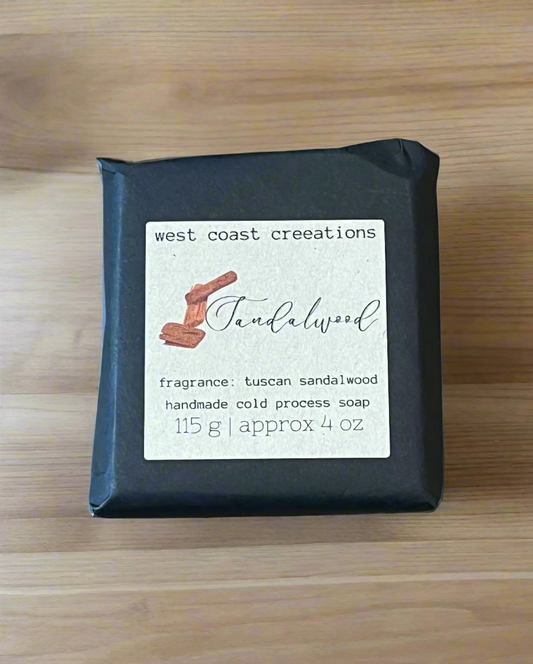 west coast creeations
Sandalwood
fragrance: tuscan sandalwood
handmade cold process soap
115 g | approx 4 oz